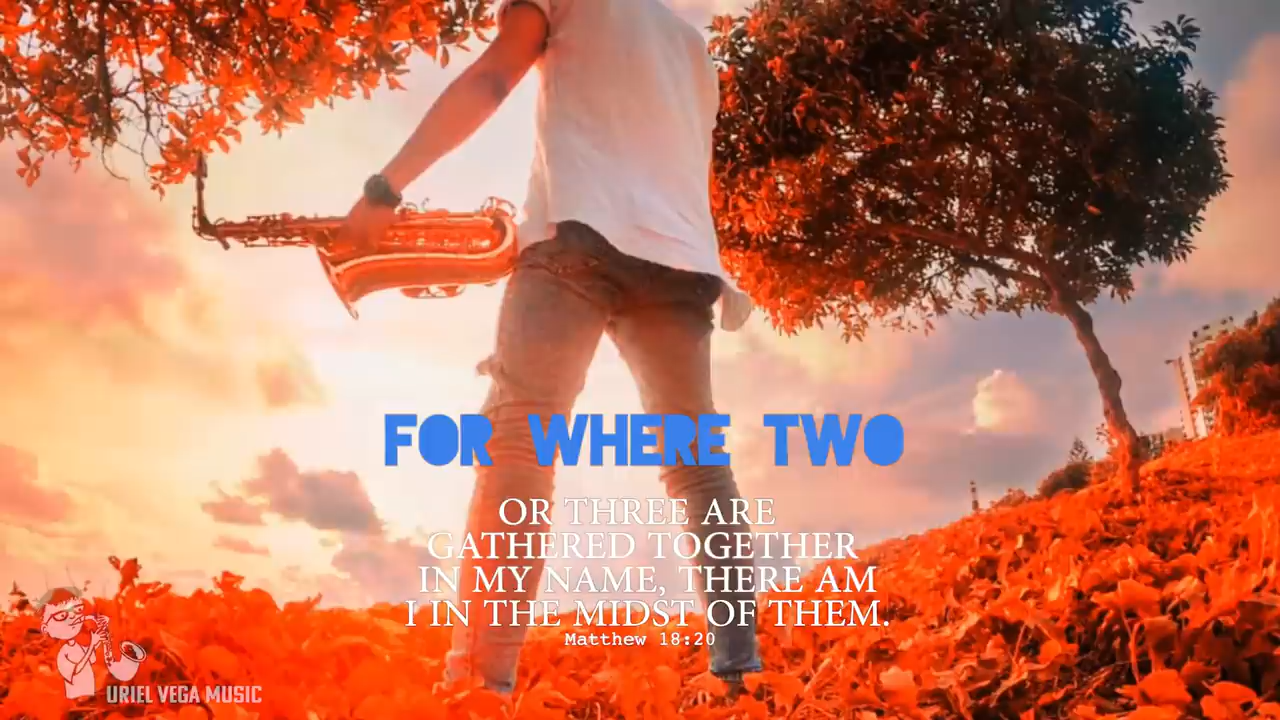 FOR WHERE TWO
OR THREE ARE
GATHERED TOGETHER
IN MY NAME, THERE AM
I IN THE MIDST OF THEM.
Matthew 18:20
URIEL VEGA MUSIC